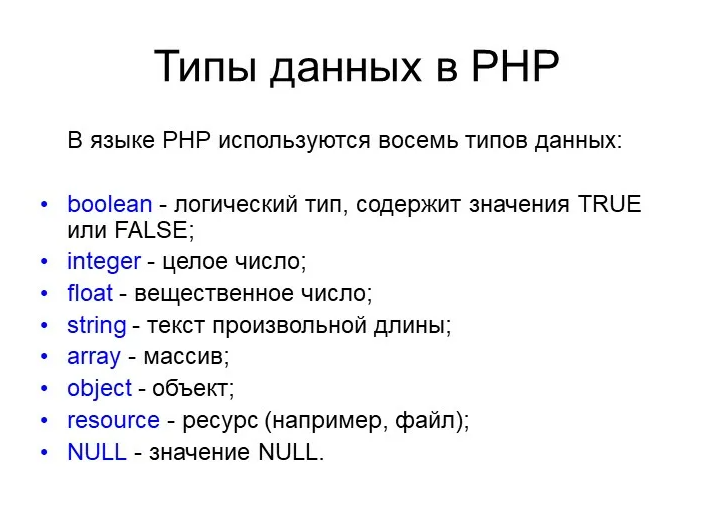 Типы данных в PHP
В языке PHP используются восемь типов данных:
• boolean - логический тип, содержит значения TRUE
или FALSE;
• integer - целое число;
• float - вещественное число;
• string - текст произвольной длины;
• array - массив;
• object - объект;
• resource - ресурс (например, файл);
• NULL - значение NULL.